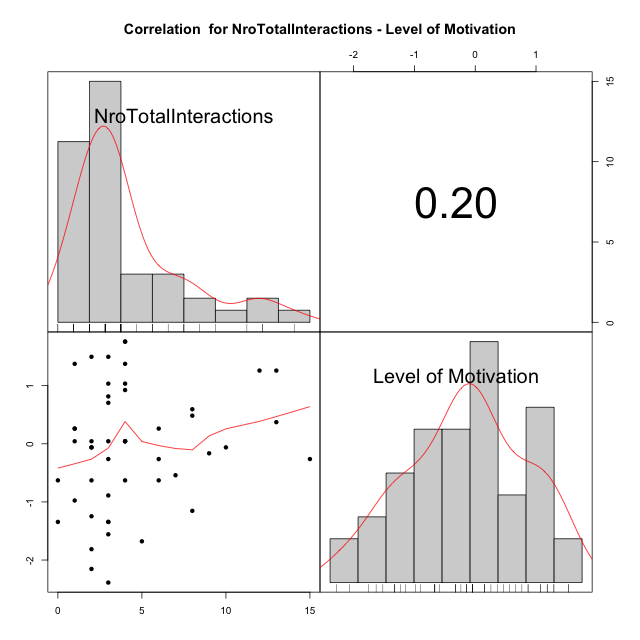 Correlation for NroTotalInteractions - Level of Motivation
-2 -1 0 1
NroTotalInteractions
0.20
15
10
5
0
1
0
-1
-2
Level of Motivation
0 5 10 15